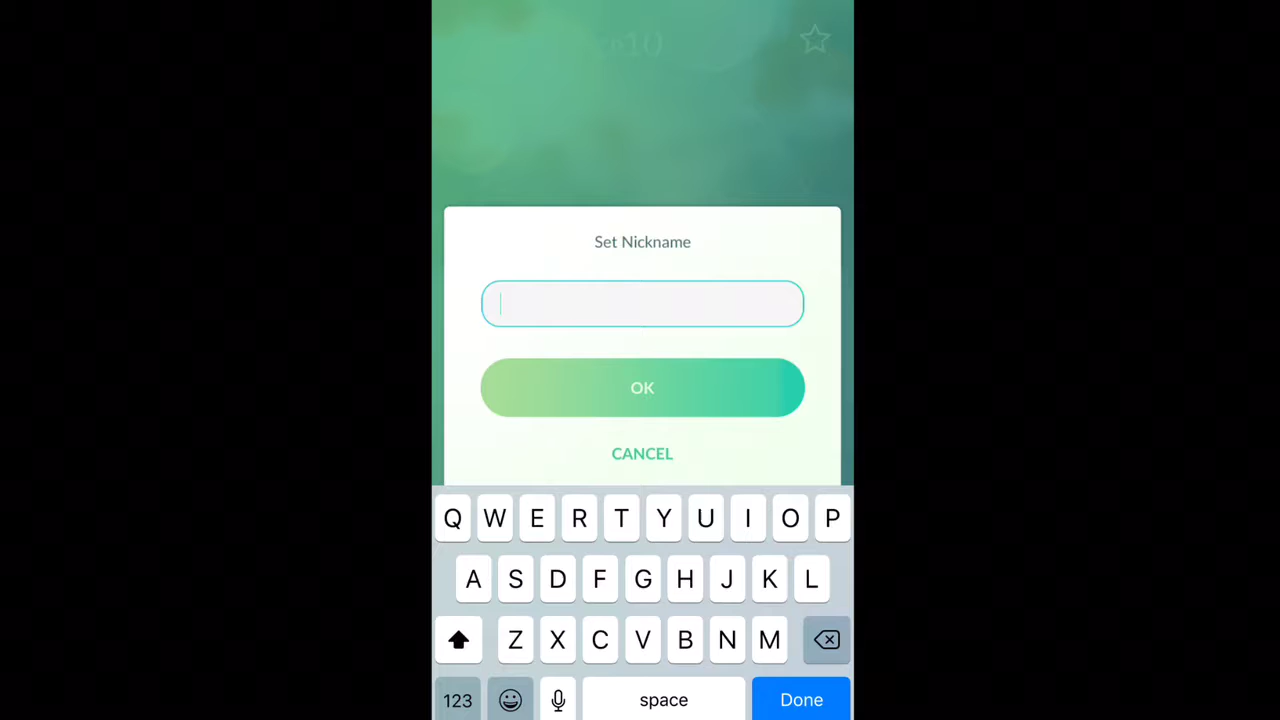 Set Nickname
OK
CANCEL
Q W E R T Y U I O P
A S D F G H J K L
Z X C V B N M
123 space Done